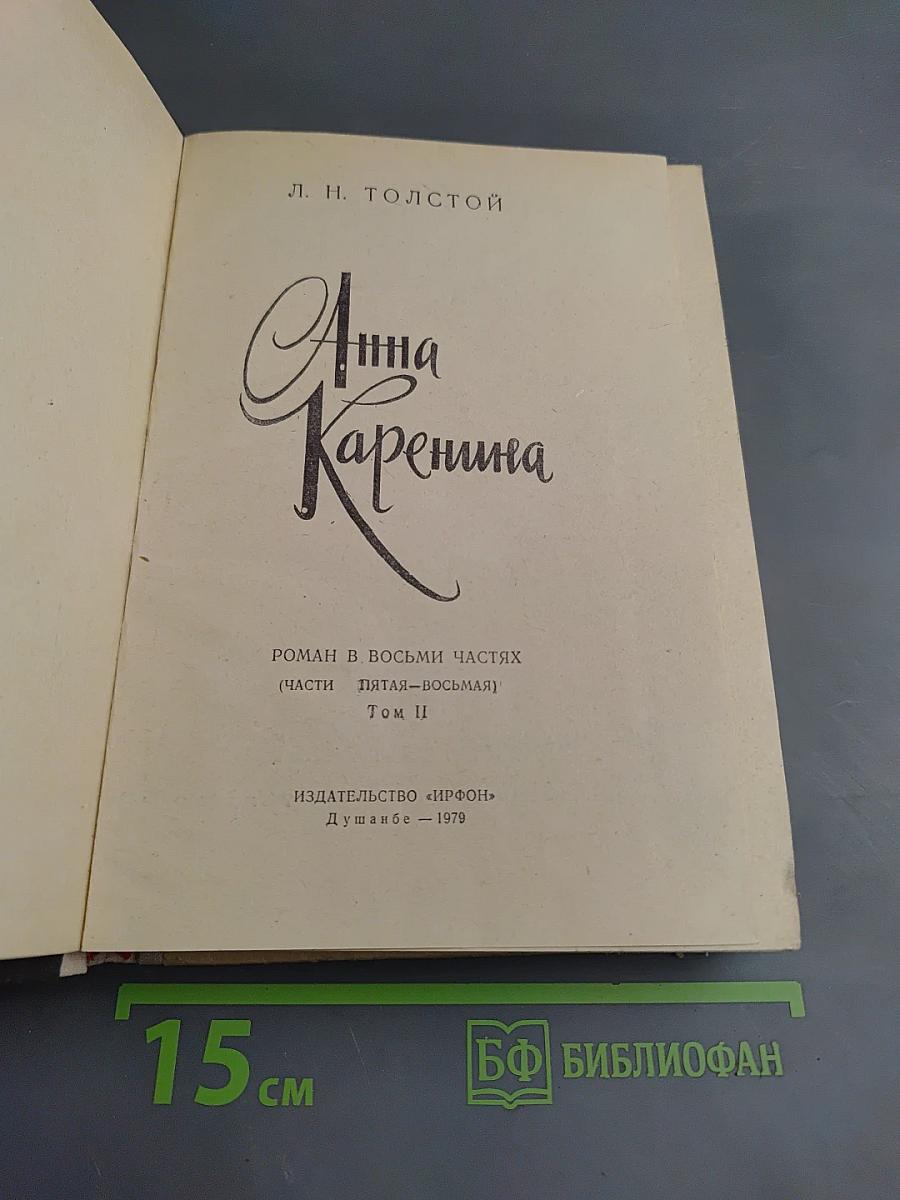 Л. Н. ТОЛСТОЙ
Анна
Каренина
РОМАН В ВОСЬМИ ЧАСТЯХ
(ЧАСТИ ПЯТАЯ—ВОСЬМАЯ)
Том II
ИЗДАТЕЛЬСТВО «ИРФОН»
Душанбе — 1979
15 см
БФ БИБЛИОФАН